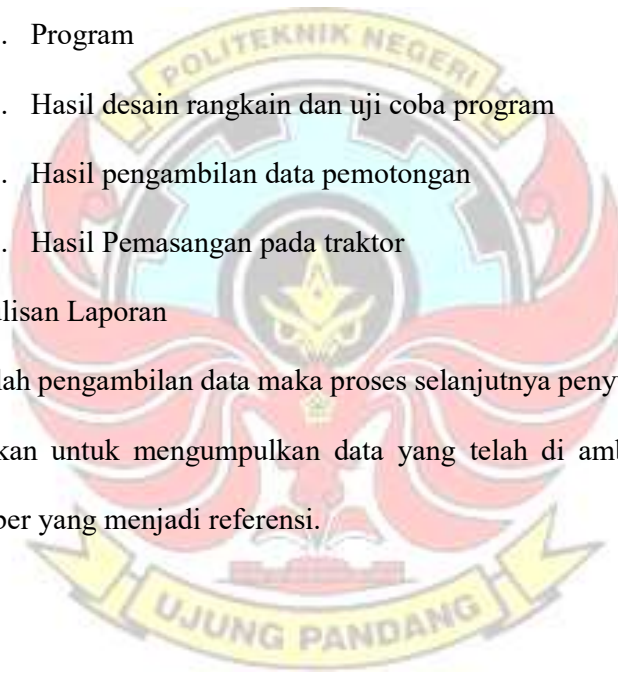 . Program
POLITEKNIK NEGERI
. Hasil desain rangkain dan uji coba program
. Hasil pengambilan data pemotongan
. Hasil Pemasangan pada traktor
lisan Laporan
lah pengambilan data maka proses selanjutnya peny
kan untuk mengumpulkan data yang telah di amb
ber yang menjadi referensi.
UJUNG PANDANG